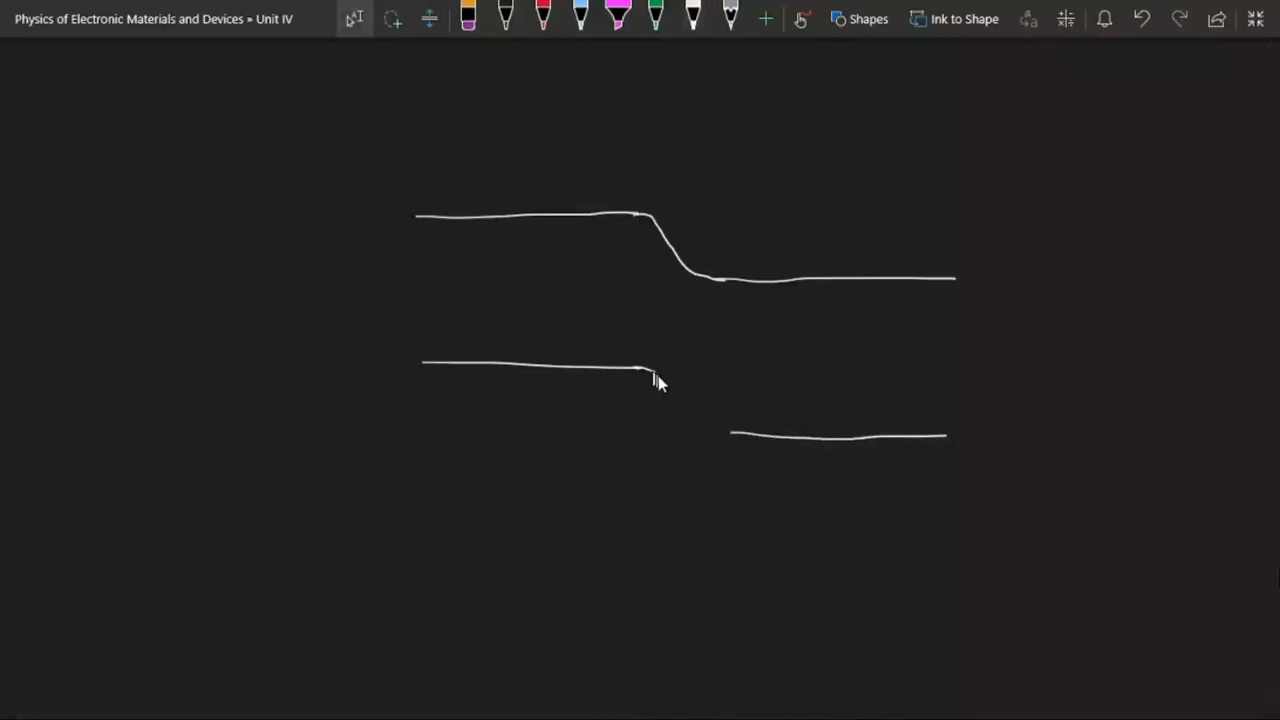 Physics of Electronic Materials and Devices » Unit IV
Shapes
Ink to Shape